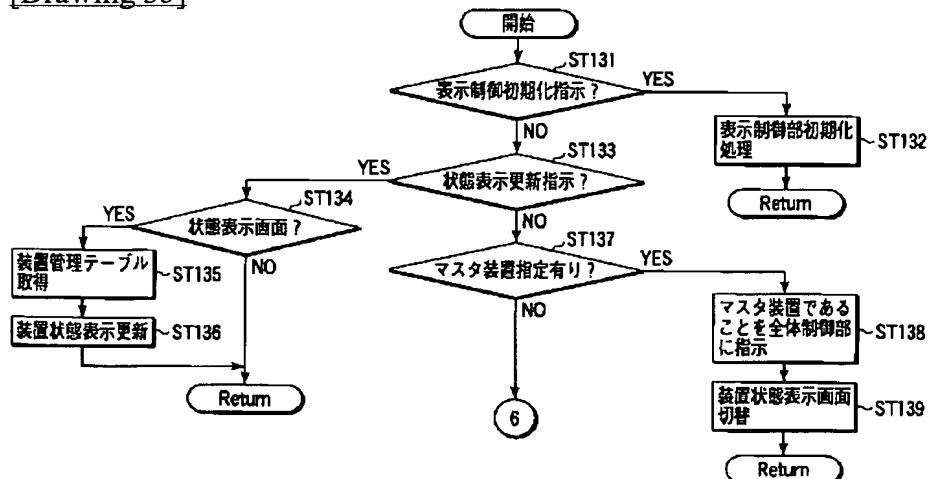 開始
ST131
表示制御初期化指示？
YES
NO
表示制御部初期化
処理
ST132
Return
ST133
状態表示更新指示？
YES
NO
ST134
状態表示画面？
YES
NO
装置管理テーブル
取得
ST135
装置状態表示更新
ST136
Return
ST137
マスタ装置指定有り？
YES
NO
マスタ装置である
ことを全体制御部
に指示
ST138
装置状態表示画面
切替
ST139
Return
6